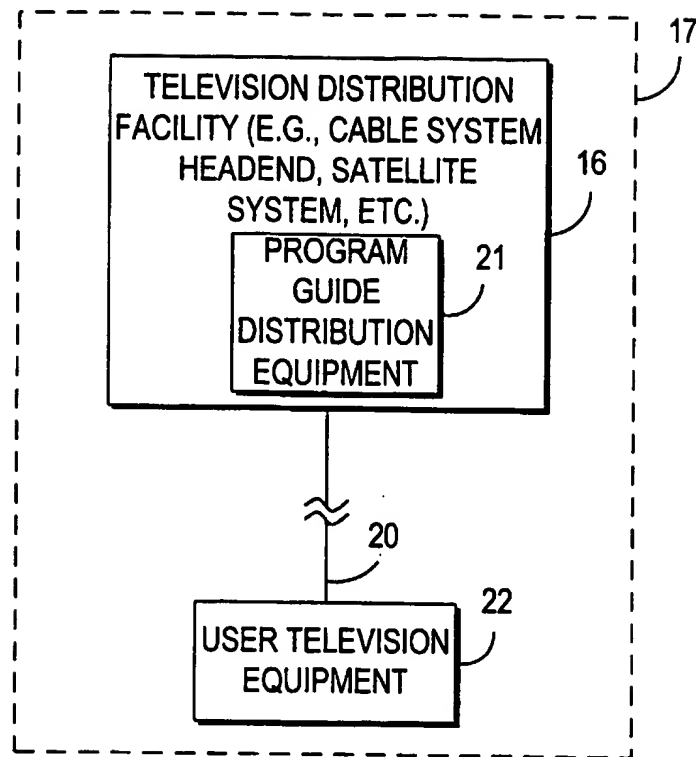 17
TELEVISION DISTRIBUTION
FACILITY (E.G., CABLE SYSTEM
HEADEND, SATELLITE
SYSTEM, ETC.)
16
PROGRAM
GUIDE
DISTRIBUTION
EQUIPMENT
21
20
22
USER TELEVISION
EQUIPMENT